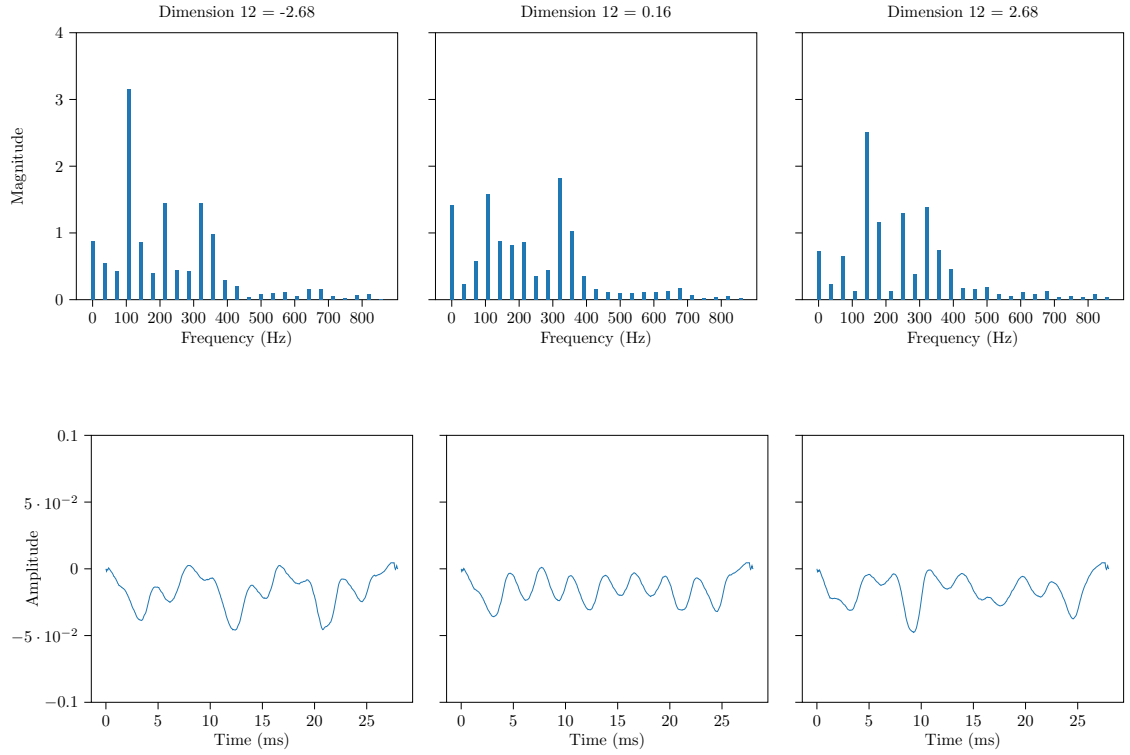 Dimension 12 = -2.68
Dimension 12 = 0.16
Dimension 12 = 2.68
4
3
2
1
0
Magnitude
0 100 200 300 400 500 600 700 800
0 100 200 300 400 500 600 700 800
0 100 200 300 400 500 600 700 800
Frequency (Hz)
Frequency (Hz)
Frequency (Hz)
0.1
5 · 10⁻²
0
−5 · 10⁻²
−0.1
Amplitude
0 5 10 15 20 25
0 5 10 15 20 25
0 5 10 15 20 25
Time (ms)
Time (ms)
Time (ms)